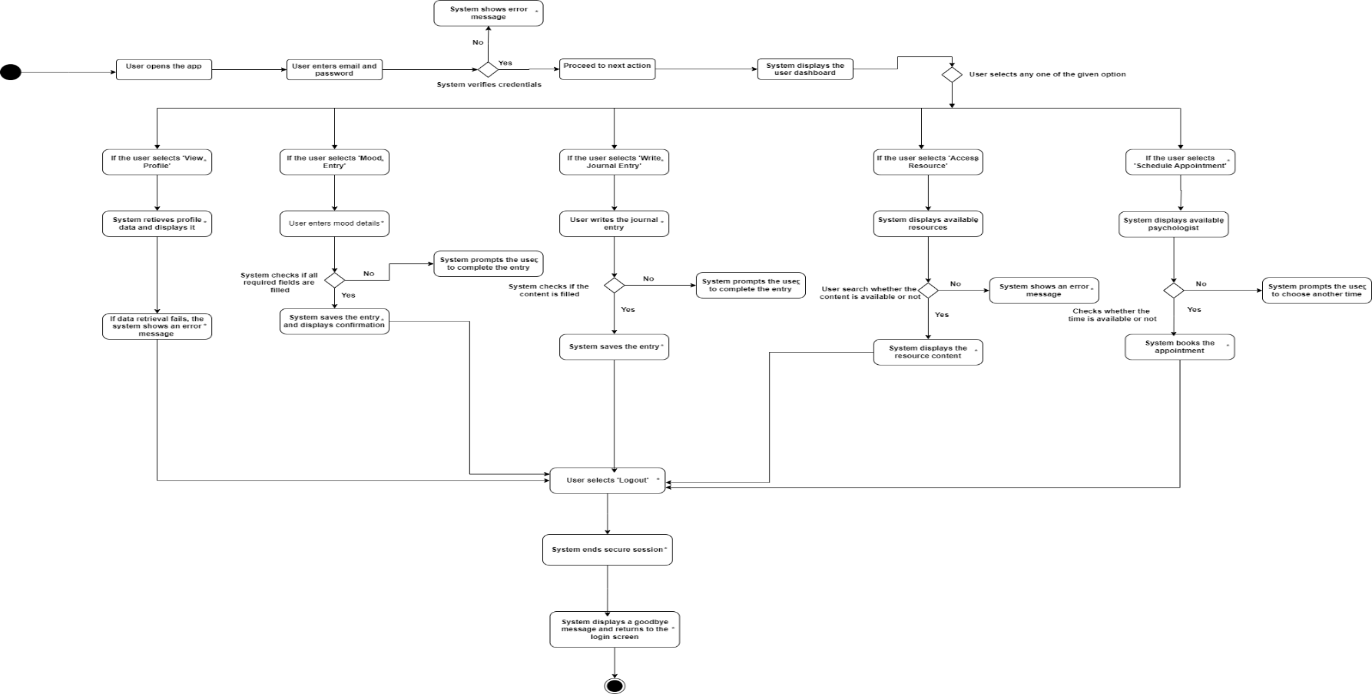 System shows error
message
No
User opens the app
User enters email and
password
Yes
System verifies credentials
Proceed to next action
System displays the
user dashboard
User selects any one of the given option
If the user selects 'View
Profile'
If the user selects 'Mood
Entry'
If the user selects 'Write
Journal Entry'
If the user selects 'Access
Resource'
If the user selects
'Schedule Appointment'
System retieves profile
data and displays it
User enters mood details
User writes the journal
entry
System displays available
resources
System displays available
psychologist
System checks if all
required fields are
filled
No
Yes
System prompts the user
to complete the entry
System checks if the
content is filled
No
Yes
System prompts the user
to complete the entry
User search whether the
content is available or not
No
Yes
System shows an error
message
Checks whether the
time is available or not
No
Yes
System prompts the user
to choose another time
If data retrieval fails, the
system shows an error
message
System saves the entry
and displays confirmation
System saves the entry
System displays the
resource content
System books the
appointment
User selects 'Logout'
System ends secure session
System displays a goodbye
message and returns to the
login screen